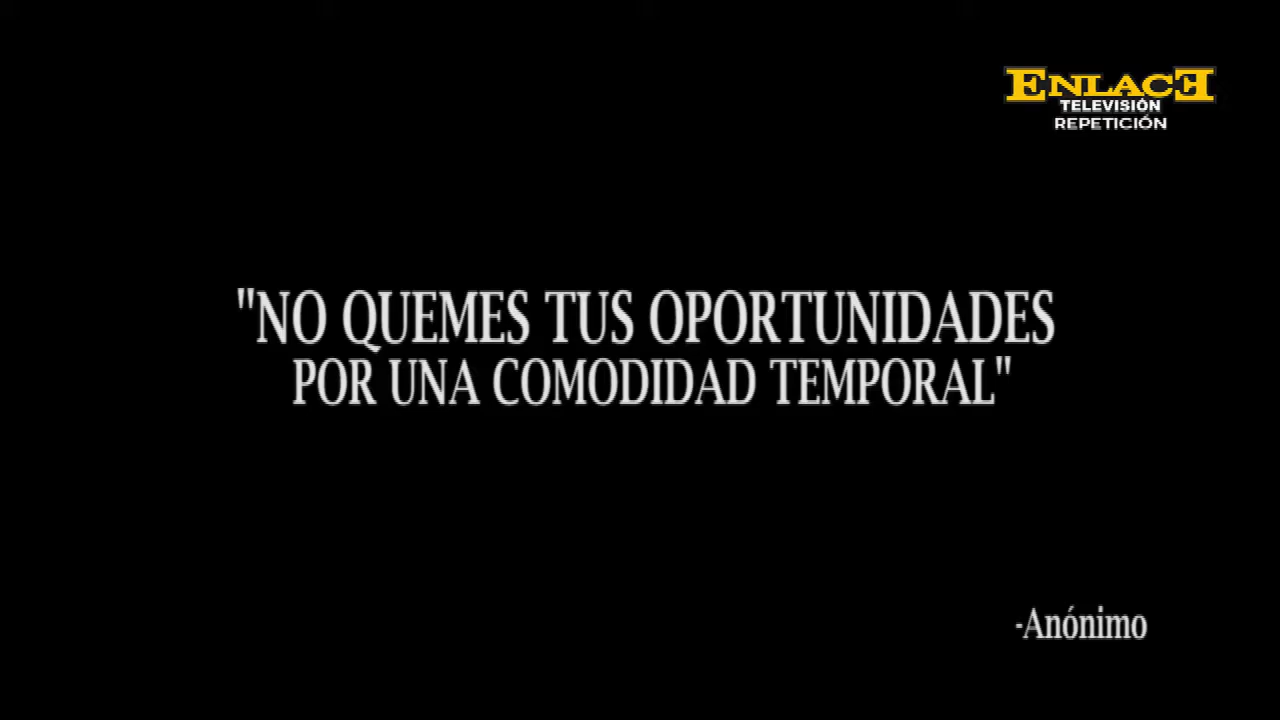 ENLACE
TELEVISIÓN
REPETICIÓN
"NO QUEMES TUS OPORTUNIDADES
POR UNA COMODIDAD TEMPORAL"
-Anónimo